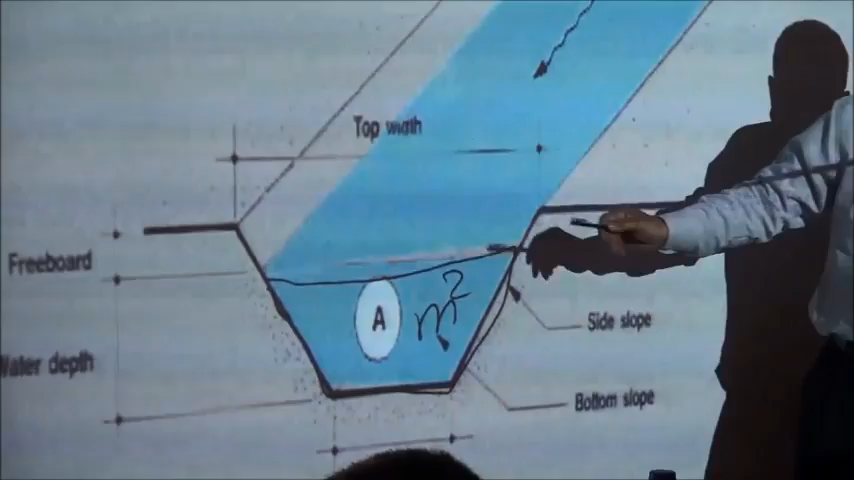 Top width
Freeboard
A
m²
Side slope
Water depth
Bottom slope